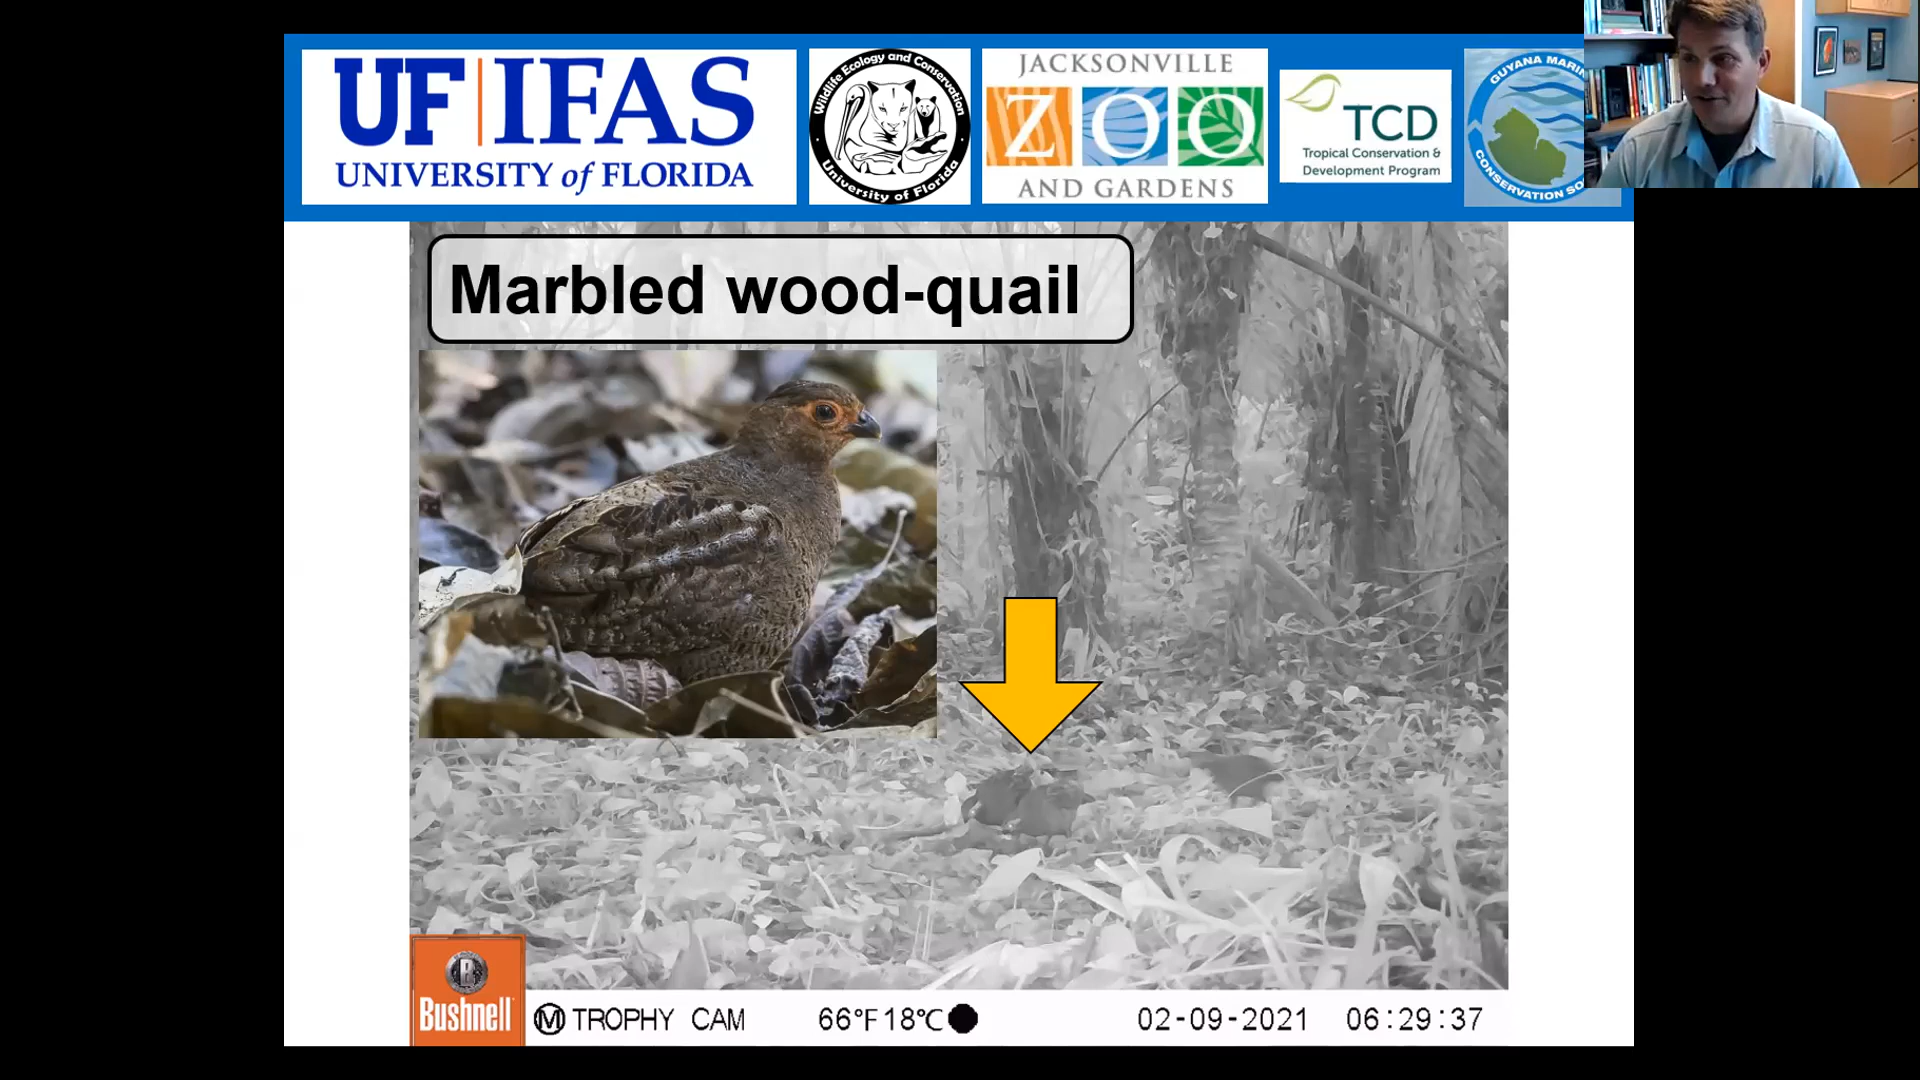 UF|IFAS
UNIVERSITY of FLORIDA
Wildlife Ecology and Conservation
University of Florida
JACKSONVILLE
ZOO
AND GARDENS
TCD
Tropical Conservation &
Development Program
GUYANA MARI
CONSERVATION SO
Marbled wood-quail
B
Bushnell
M TROPHY CAM 66°F 18°C 02-09-2021 06:29:37